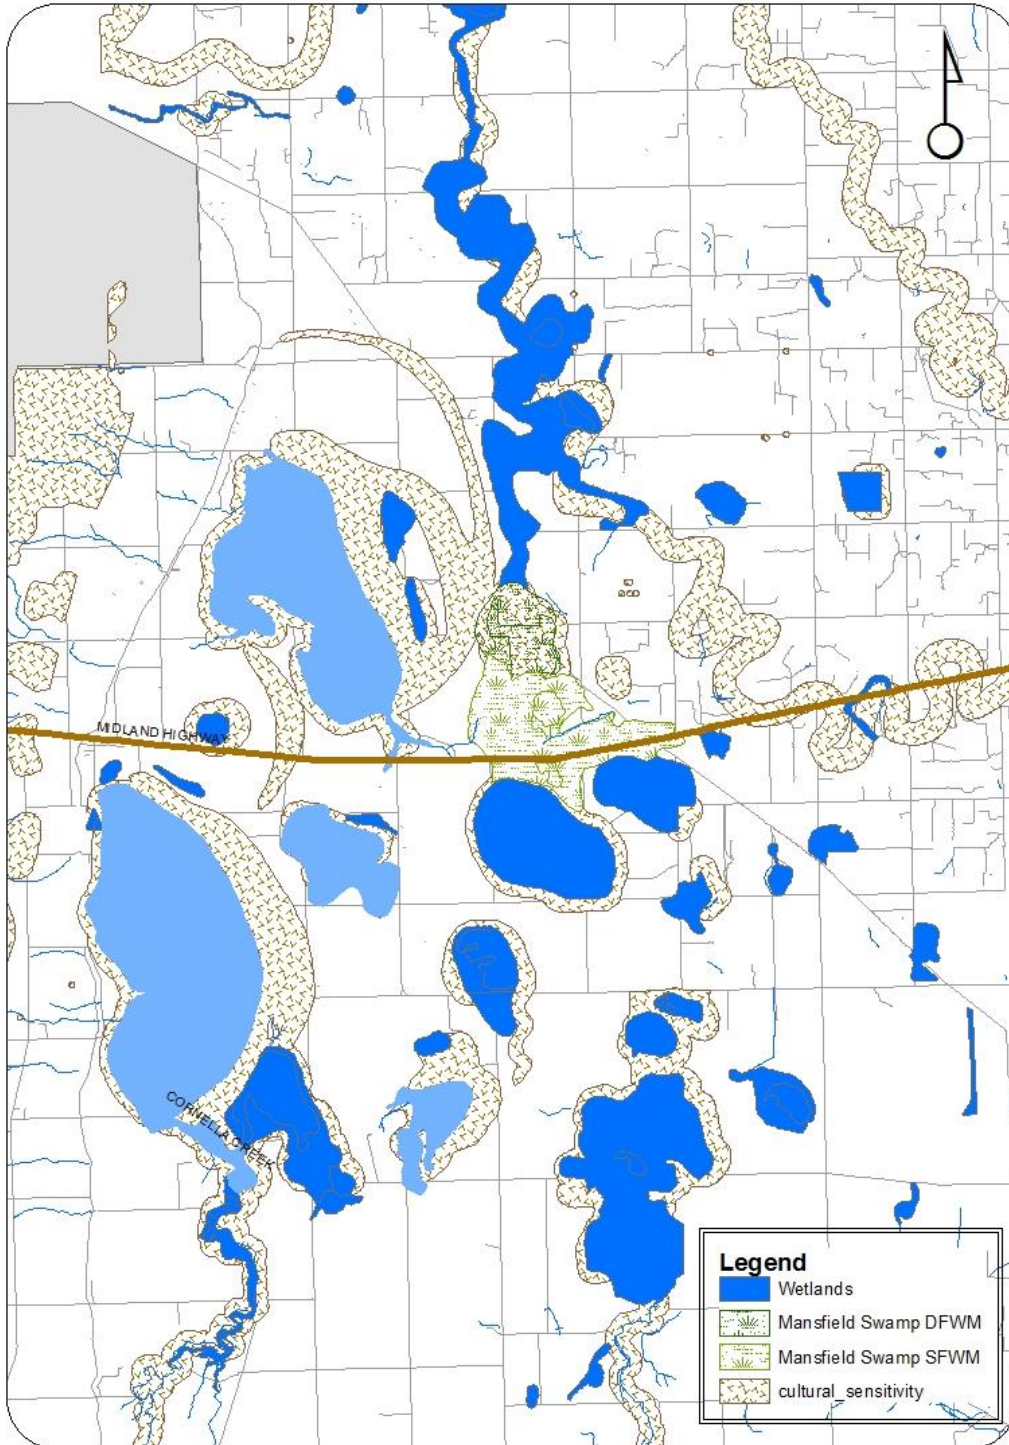 MIDLAND HIGHWAY
CORNELLA CREEK
Legend
Wetlands
Mansfield Swamp DFWM
Mansfield Swamp SFWM
cultural_sensitivity